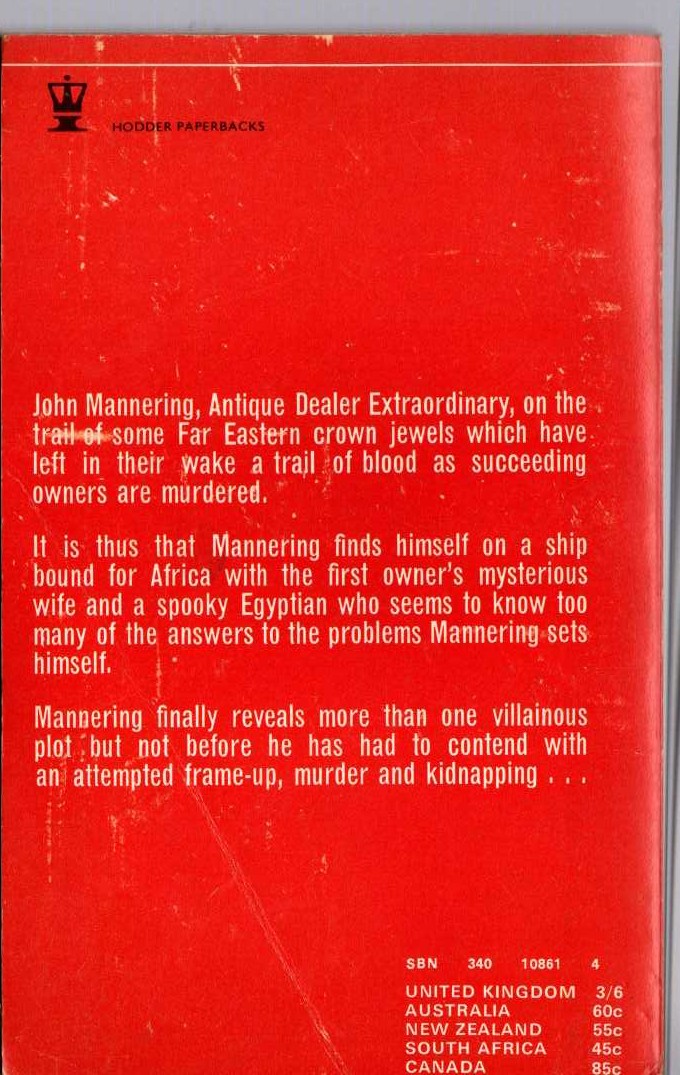 HODDER PAPERBACKS
John Mannering, Antique Dealer Extraordinary, on the
trail of some Far Eastern crown jewels which have
left in their wake a trail of blood as succeeding
owners are murdered.
It is thus that Mannering finds himself on a ship
bound for Africa with the first owner's mysterious
wife and a spooky Egyptian who seems to know too
many of the answers to the problems Mannering sets
himself.
Mannering finally reveals more than one villainous
plot but not before he has had to contend with
an attempted frame-up, murder and kidnapping . . .
SBN 340 10861 4
UNITED KINGDOM 3/6
AUSTRALIA 60c
NEW ZEALAND 55c
SOUTH AFRICA 45c
CANADA 85c